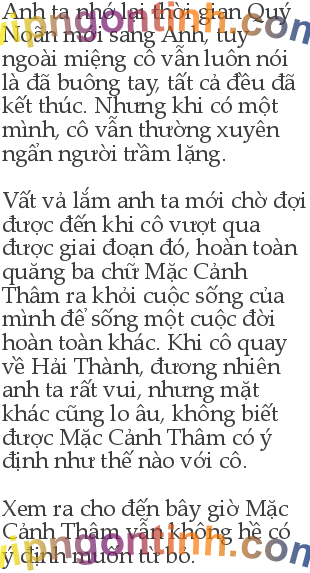 Anh ta nhớ lại thời gian Quý
Noãn mới sang Anh, tuy
ngoài miệng cô vẫn luôn nói
là đã buông tay, tất cả đều đã
kết thúc. Nhưng khi có một
mình, cô vẫn thường xuyên
ngẩn người trầm lặng.

Vất vả lắm anh ta mới chờ đợi
được đến khi cô vượt qua
được giai đoạn đó, hoàn toàn
quăng ba chữ Mặc Cảnh
Thâm ra khỏi cuộc sống của
mình để sống một cuộc đời
hoàn toàn khác. Khi cô quay
về Hải Thành, đương nhiên
anh ta rất vui, nhưng mặt
khác cũng lo âu, không biết
được Mặc Cảnh Thâm có ý
định như thế nào với cô.

Xem ra cho đến bây giờ Mặc
Cảnh Thâm vẫn không hề có
ý định muốn từ bỏ.